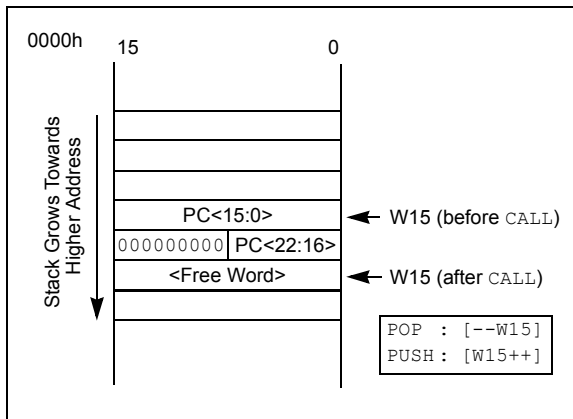 0000h
15
0
Stack Grows Towards
Higher Address
PC<15:0>
W15 (before CALL)
000000000
PC<22:16>
<Free Word>
W15 (after CALL)
POP : [--W15]
PUSH : [W15++]